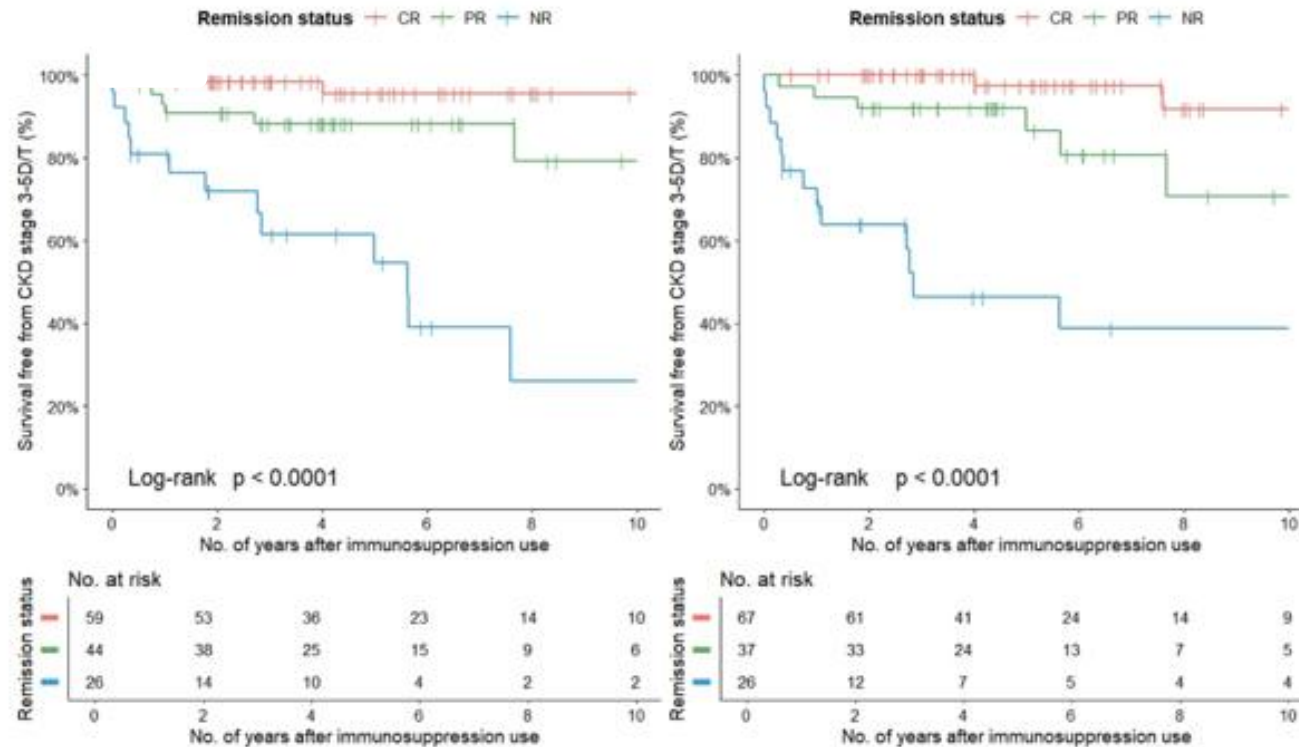 Remission status CR PR NR
Survival free from CKD stage 3-5D/T (%)
100%
80%
60%
40%
20%
0%
Log-rank p < 0.0001
0 2 4 6 8 10
No. of years after immunosuppression use
No. at risk
Remission status
59 53 36 23 14 10
44 38 25 15 9 6
26 14 10 4 2 2
0 2 4 6 8 10
No. of years after immunosuppression use
Remission status CR PR NR
Survival free from CKD stage 3-5D/T (%)
100%
80%
60%
40%
20%
0%
Log-rank p < 0.0001
0 2 4 6 8 10
No. of years after immunosuppression use
No. at risk
Remission status
67 61 41 24 14 9
37 33 24 13 7 5
26 12 7 5 4 4
0 2 4 6 8 10
No. of years after immunosuppression use